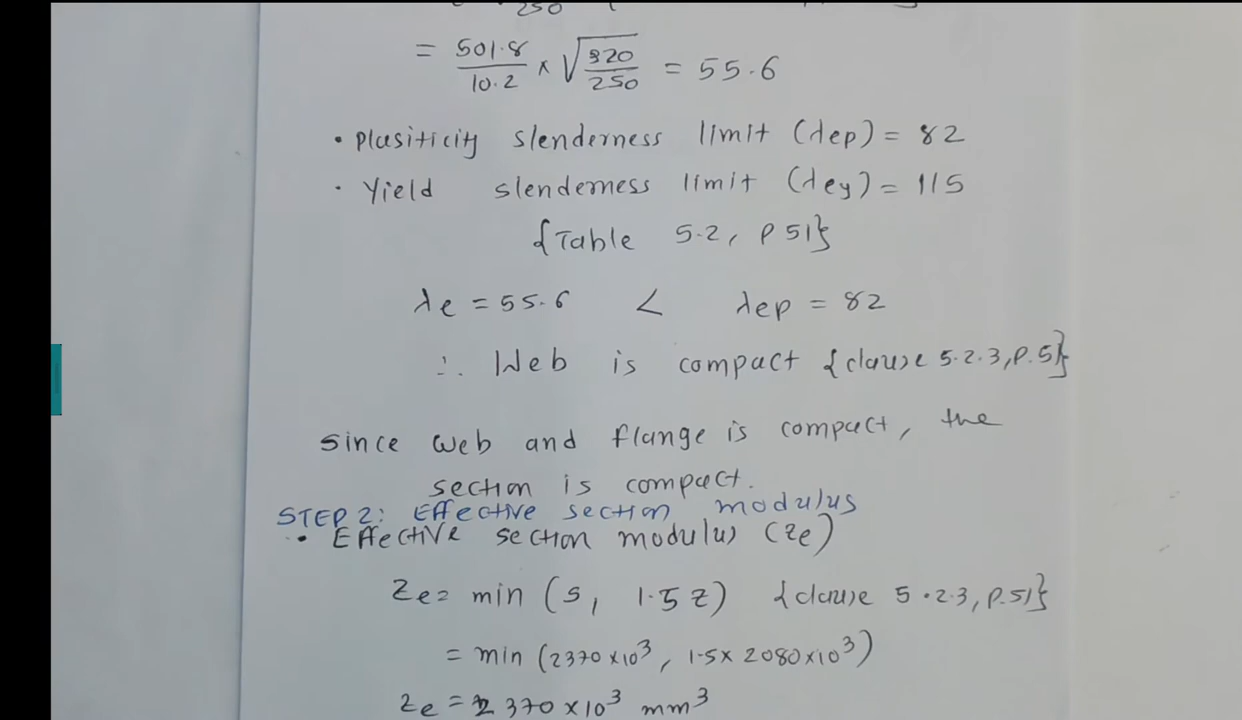 250
= 501.8/10.2 × √320/250 = 55.6
• Plasiticity slenderness limit (λep) = 82
• Yield slenderness limit (λey) = 115
{Table 5.2, P 51}
λe = 55.6 < λep = 82
∴ Web is compact {clause 5.2.3, P.51}
since web and flange is compact, the
section is compact.
STEP 2: Effective section modulus
• Effective section modulus (Ze)
Ze = min (S, 1.5 Z) {clause 5.2.3, P.51}
= min (2370 × 10³, 1.5 × 2080 × 10³)
Ze = 2370 × 10³ mm³